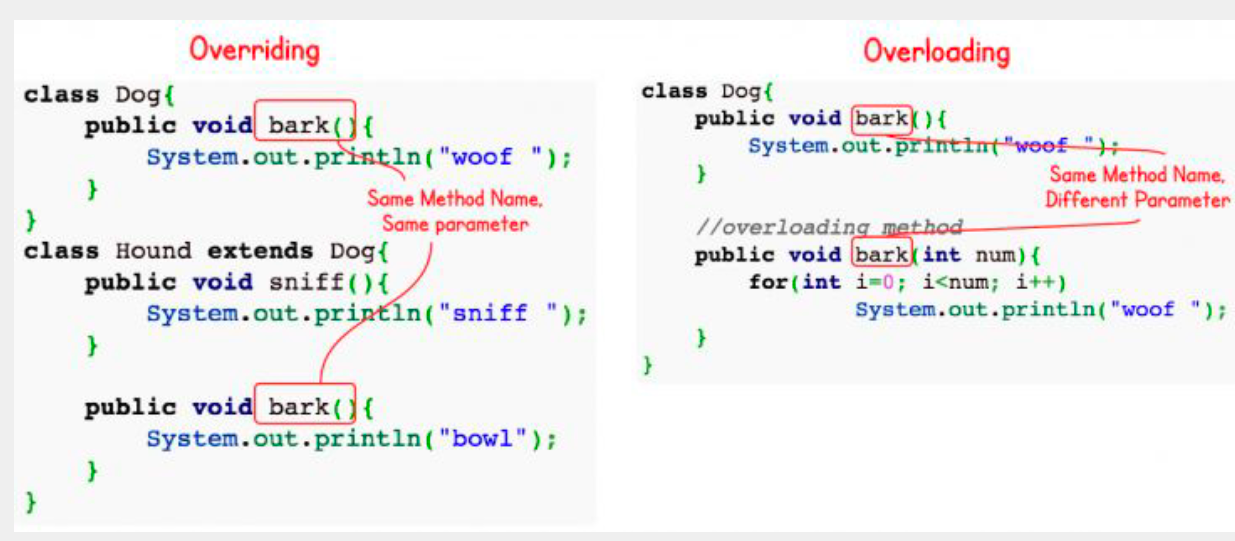 Overriding
class Dog{
public void bark(){
System.out.println("woof ");
}
Same Method Name,
Same parameter
}
class Hound extends Dog{
public void sniff(){
System.out.println("sniff ");
}
public void bark(){
System.out.println("bowl");
}
}
Overloading
class Dog{
public void bark(){
System.out.println("woof ");
}
Same Method Name,
Different Parameter
//overloading method
public void bark(int num){
for(int i=0; i<num; i++)
System.out.println("woof ");
}
}